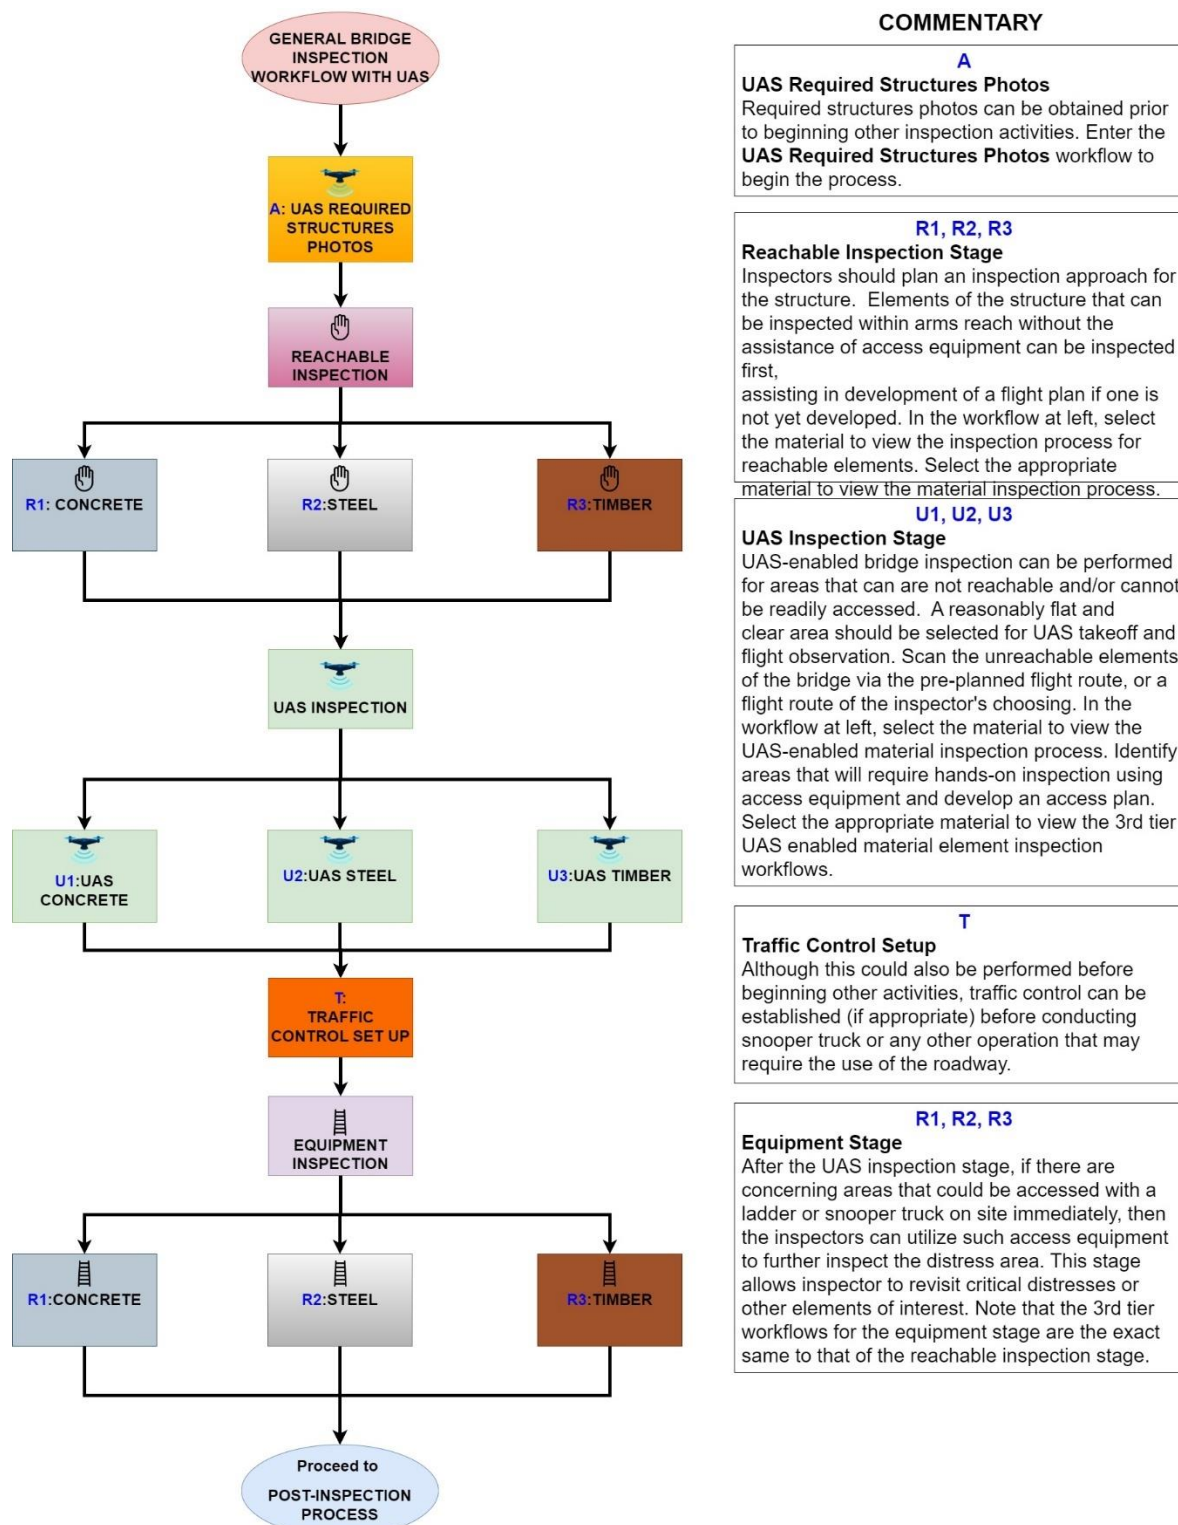 GENERAL BRIDGE
INSPECTION
WORKFLOW WITH UAS
A: UAS REQUIRED
STRUCTURES
PHOTOS
REACHABLE
INSPECTION
R1: CONCRETE
R2:STEEL
R3:TIMBER
UAS INSPECTION
U1:UAS
CONCRETE
U2:UAS STEEL
U3:UAS TIMBER
T:
TRAFFIC
CONTROL SET UP
EQUIPMENT
INSPECTION
R1:CONCRETE
R2:STEEL
R3:TIMBER
Proceed to
POST-INSPECTION
PROCESS
COMMENTARY
A
UAS Required Structures Photos
Required structures photos can be obtained prior
to beginning other inspection activities. Enter the
UAS Required Structures Photos workflow to
begin the process.
R1, R2, R3
Reachable Inspection Stage
Inspectors should plan an inspection approach for
the structure. Elements of the structure that can
be inspected within arms reach without the
assistance of access equipment can be inspected
first,
assisting in development of a flight plan if one is
not yet developed. In the workflow at left, select
the material to view the inspection process for
reachable elements. Select the appropriate
material to view the material inspection process.
U1, U2, U3
UAS Inspection Stage
UAS-enabled bridge inspection can be performed
for areas that can are not reachable and/or cannot
be readily accessed. A reasonably flat and
clear area should be selected for UAS takeoff and
flight observation. Scan the unreachable elements
of the bridge via the pre-planned flight route, or a
flight route of the inspector's choosing. In the
workflow at left, select the material to view the
UAS-enabled material inspection process. Identify
areas that will require hands-on inspection using
access equipment and develop an access plan.
Select the appropriate material to view the 3rd tier
UAS enabled material element inspection
workflows.
T
Traffic Control Setup
Although this could also be performed before
beginning other activities, traffic control can be
established (if appropriate) before conducting
snooper truck or any other operation that may
require the use of the roadway.
R1, R2, R3
Equipment Stage
After the UAS inspection stage, if there are
concerning areas that could be accessed with a
ladder or snooper truck on site immediately, then
the inspectors can utilize such access equipment
to further inspect the distress area. This stage
allows inspector to revisit critical distresses or
other elements of interest. Note that the 3rd tier
workflows for the equipment stage are the exact
same to that of the reachable inspection stage.